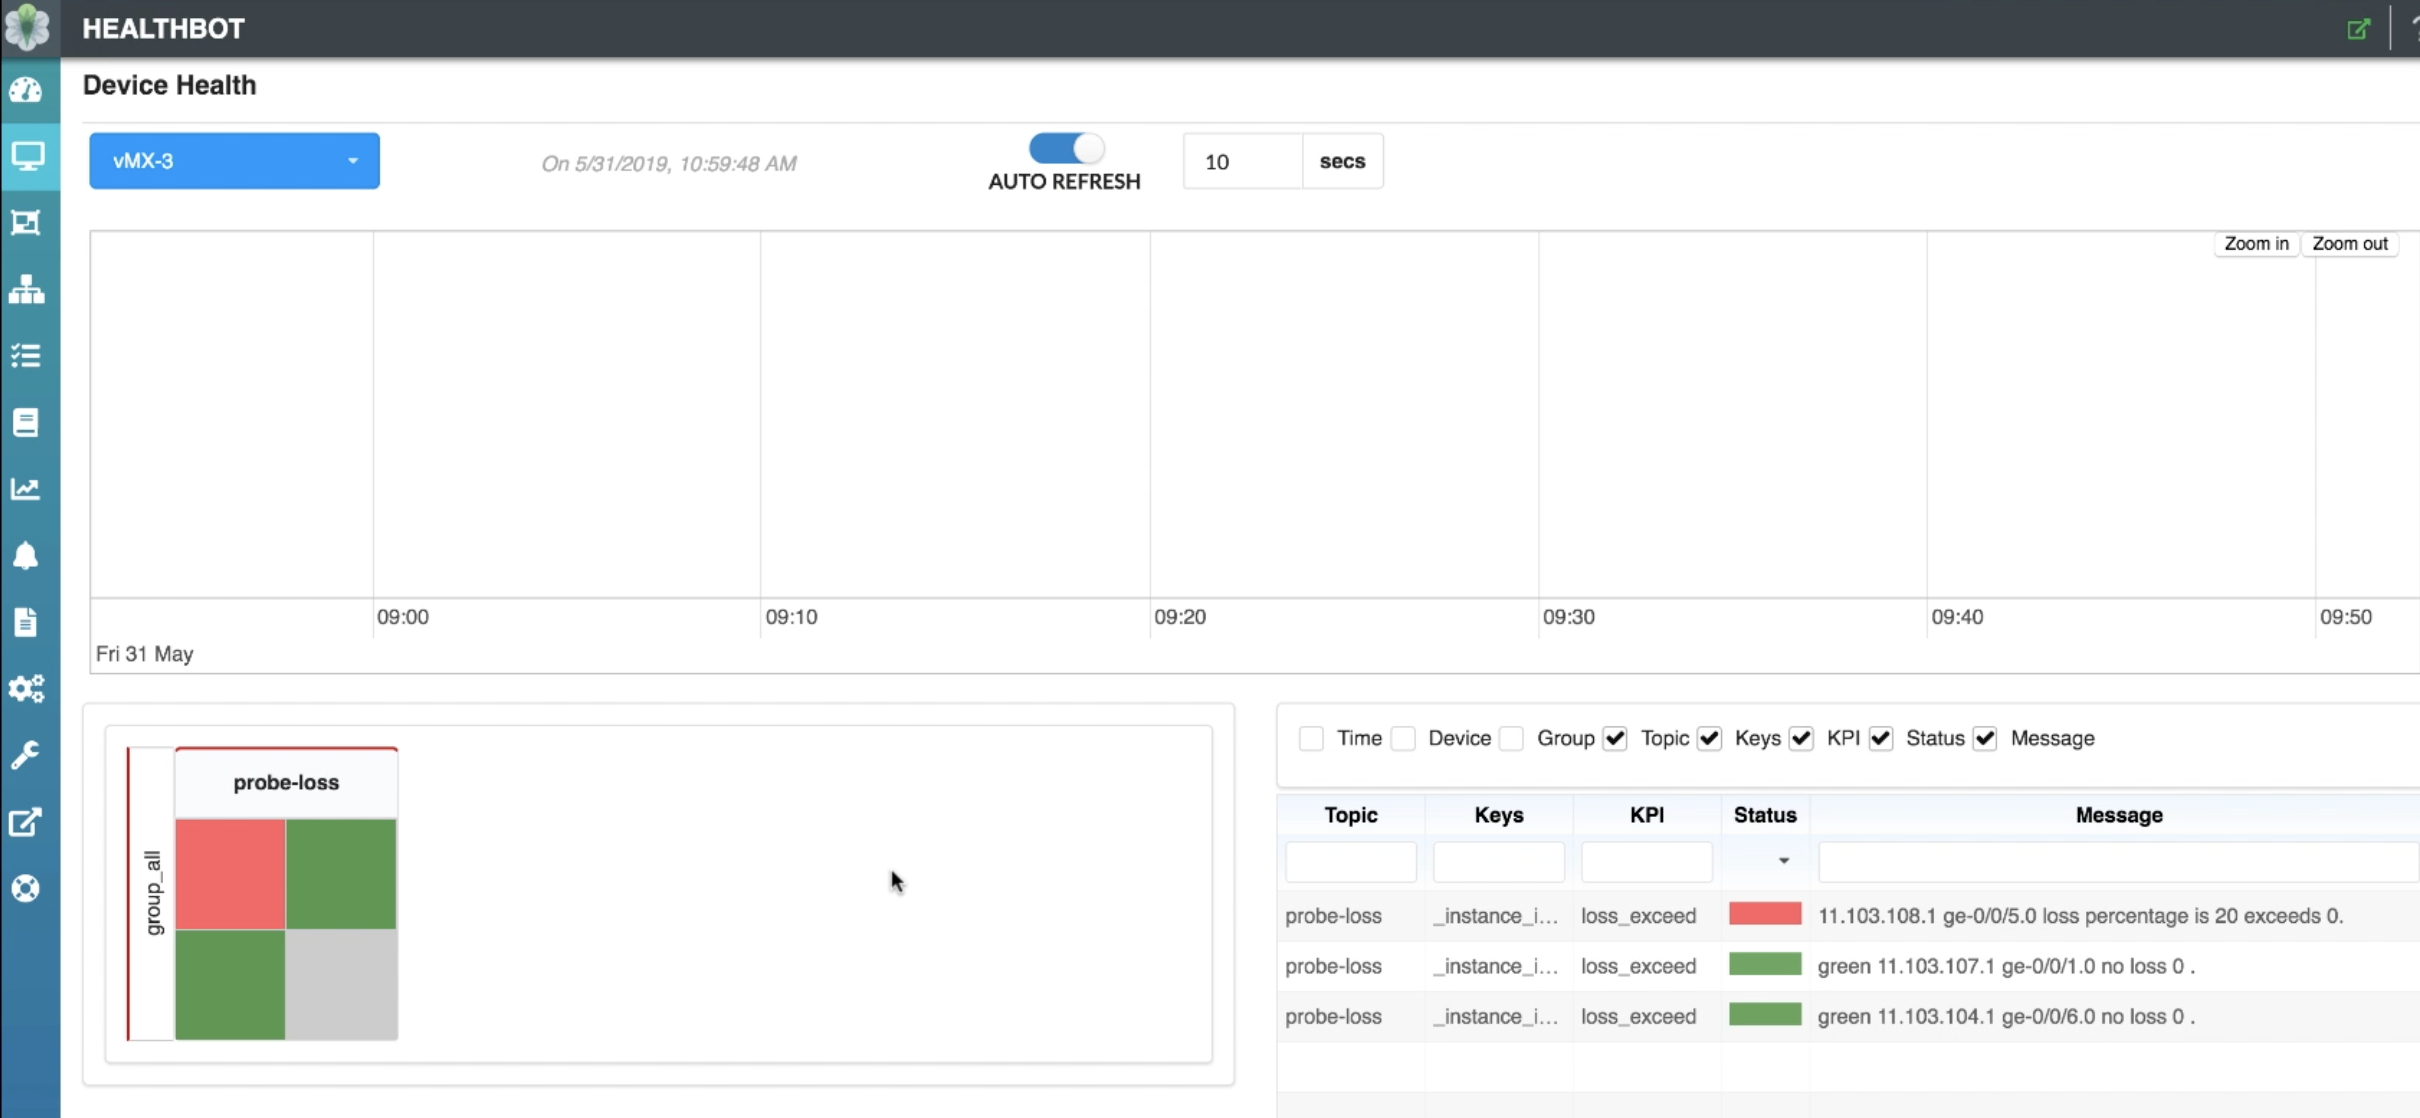 HEALTHBOT
Device Health
vMX-3
On 5/31/2019, 10:59:48 AM
AUTO REFRESH
10 secs
Zoom in Zoom out
09:00 09:10 09:20 09:30 09:40 09:50
Fri 31 May
probe-loss
group_all
Time Device Group Topic Keys KPI Status Message
Topic Keys KPI Status Message
probe-loss _instance_i... loss_exceed 11.103.108.1 ge-0/0/5.0 loss percentage is 20 exceeds 0.
probe-loss _instance_i... loss_exceed green 11.103.107.1 ge-0/0/1.0 no loss 0 .
probe-loss _instance_i... loss_exceed green 11.103.104.1 ge-0/0/6.0 no loss 0 .